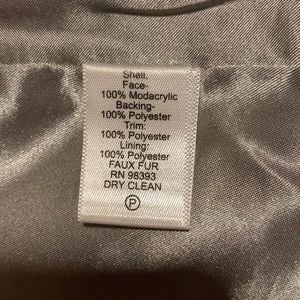 Shell:
Face-
100% Modacrylic
Backing-
100% Polyester
Trim:
100% Polyester
Lining:
100% Polyester
FAUX FUR
RN 98393
DRY CLEAN
P